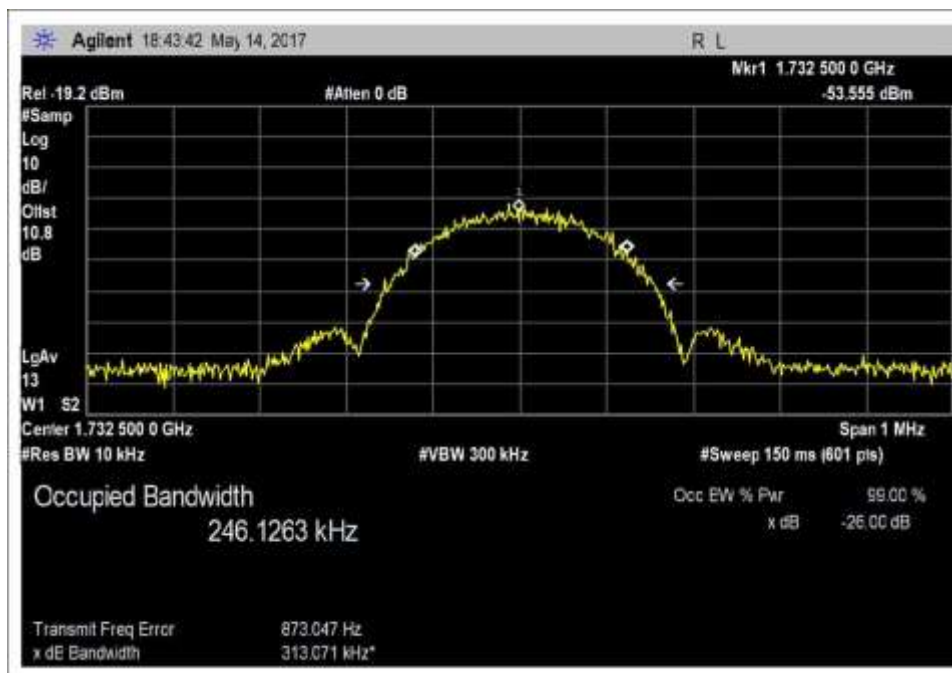 Agilent 18:43:42 May 14, 2017 R L
Mkr1 1.732 500 0 GHz
Ref -19.2 dBm #Atten 0 dB -53.555 dBm
#Samp
Log
10
dB/
Offst
10.8
dB
1
LgAv
13
W1 S2
Center 1.732 500 0 GHz Span 1 MHz
#Res BW 10 kHz #VBW 300 kHz #Sweep 150 ms (601 pts)
Occupied Bandwidth Occ BW % Pwr 99.00 %
246.1263 kHz x dB -26.00 dB
Transmit Freq Error 873.047 Hz
x dB Bandwidth 313.071 kHz*